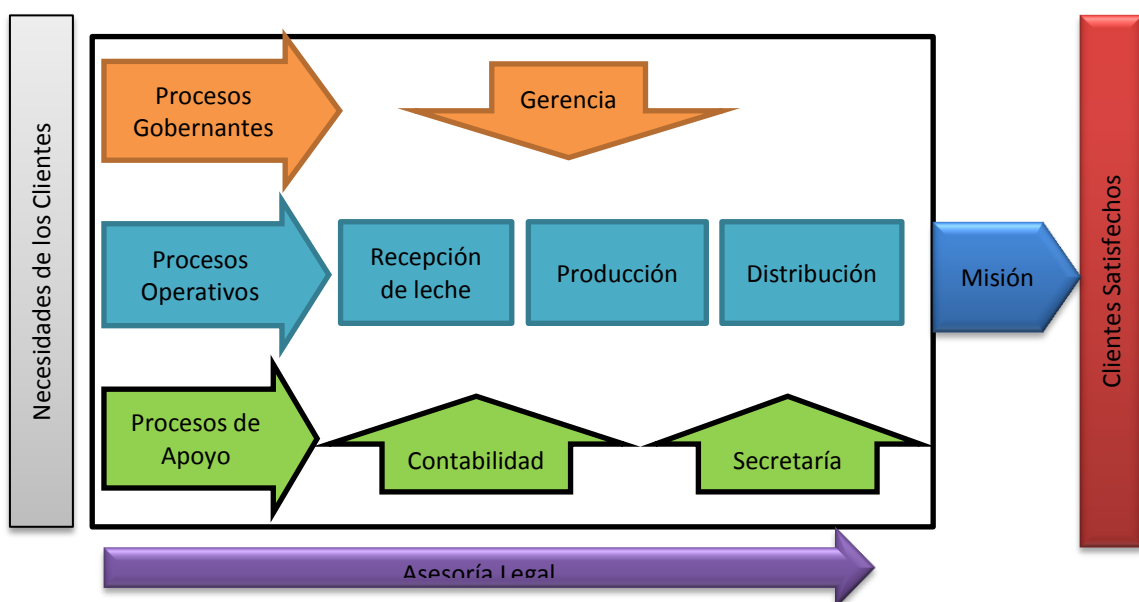 Necesidades de los Clientes
Procesos
Gobernantes
Gerencia
Procesos
Operativos
Recepción
de leche
Producción
Distribución
Misión
Clientes Satisfechos
Procesos de
Apoyo
Contabilidad
Secretaría
Asesoría Legal